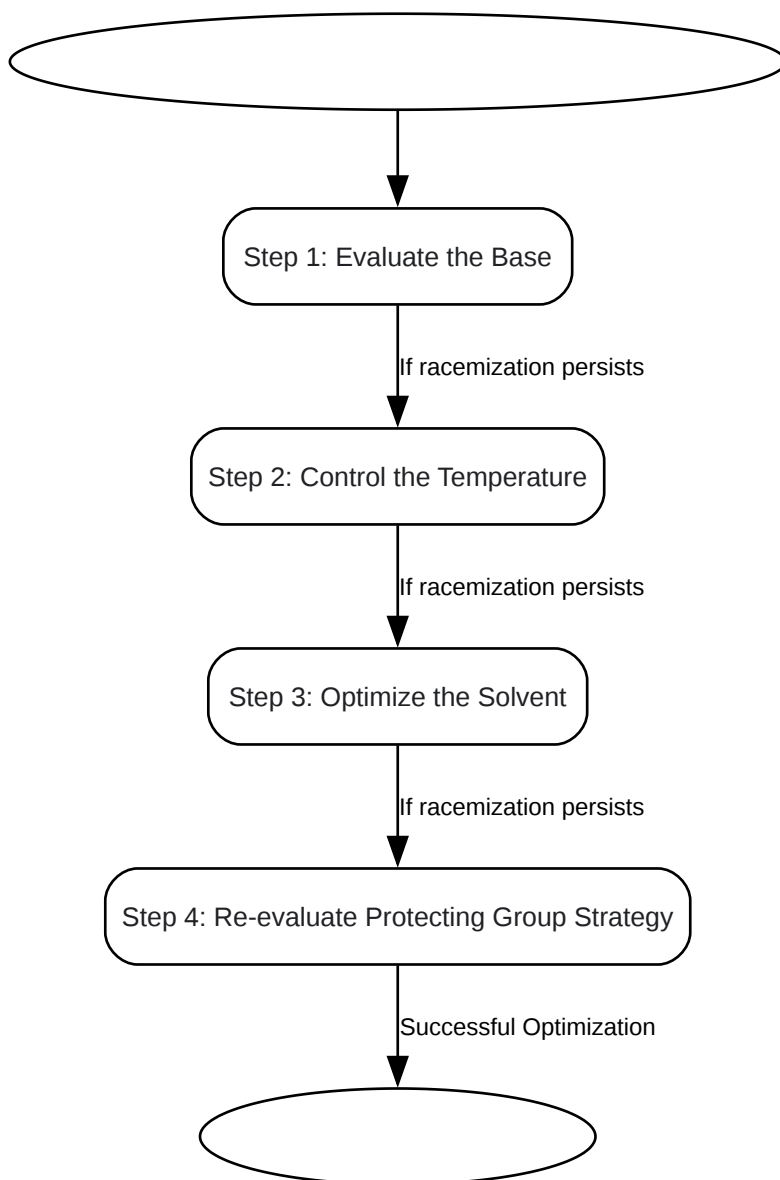 Step 1: Evaluate the Base
If racemization persists
Step 2: Control the Temperature
If racemization persists
Step 3: Optimize the Solvent
If racemization persists
Step 4: Re-evaluate Protecting Group Strategy
Successful Optimization